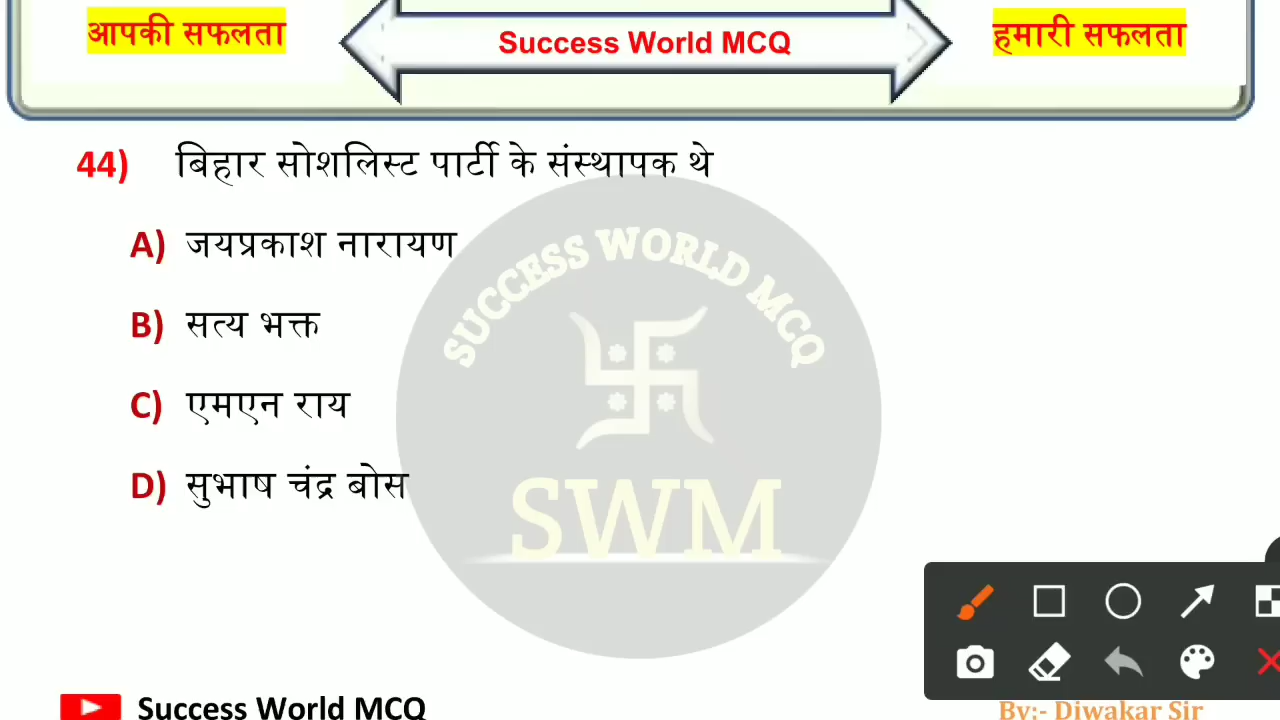 आपकी सफलता
Success World MCQ
हमारी सफलता
44) बिहार सोशलिस्ट पार्टी के संस्थापक थे
A) जयप्रकाश नारायण
B) सत्य भक्त
C) एमएन राय
D) सुभाष चंद्र बोस
SUCCESS WORLD MCQ
SWM
Success World MCQ
By:- Diwakar Sir